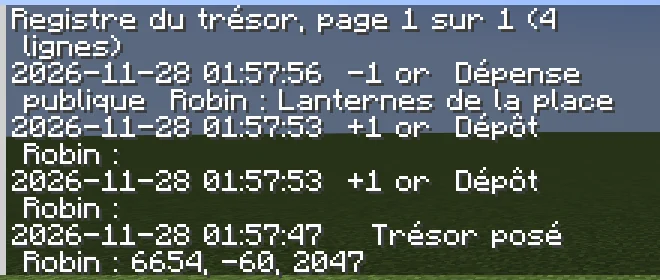 Registre du trésor, page 1 sur 1 (4
lignes)
2026-11-28 01:57:56  -1 or  Dépense
publique  Robin : Lanternes de la place
2026-11-28 01:57:53  +1 or  Dépôt
Robin :
2026-11-28 01:57:53  +1 or  Dépôt
Robin :
2026-11-28 01:57:47   Trésor posé
Robin : 6654, -60, 2047